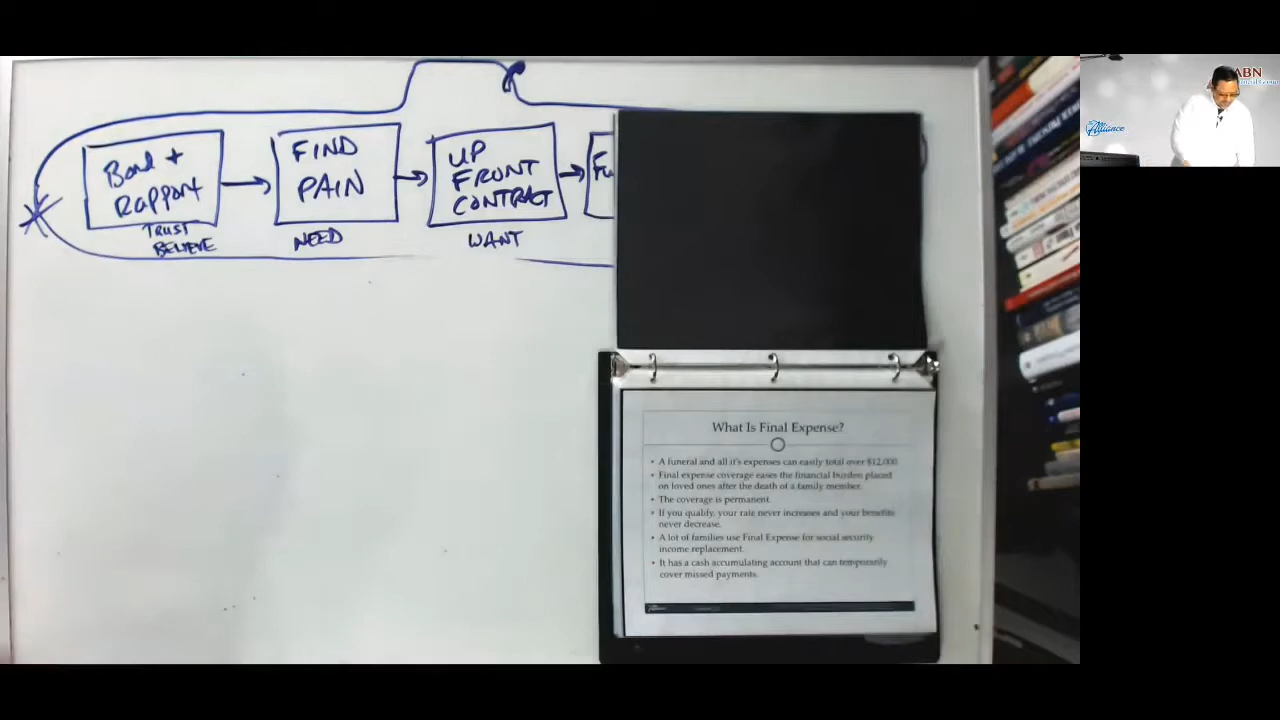 Bond +
Rapport
TRUST
BELIEVE
FIND
PAIN
NEED
UP
FRONT
CONTRACT
WANT
Fu
What Is Final Expense?
• A funeral and all it's expenses can easily total over $12,000
• Final expense coverage eases the financial burden placed
on loved ones after the death of a family member.
• The coverage is permanent.
• If you qualify, your rate never increases and your benefits
never decrease.
• A lot of families use Final Expense for social security
income replacement.
• It has a cash accumulating account that can temporarily
cover missed payments.
ABN
Alliance